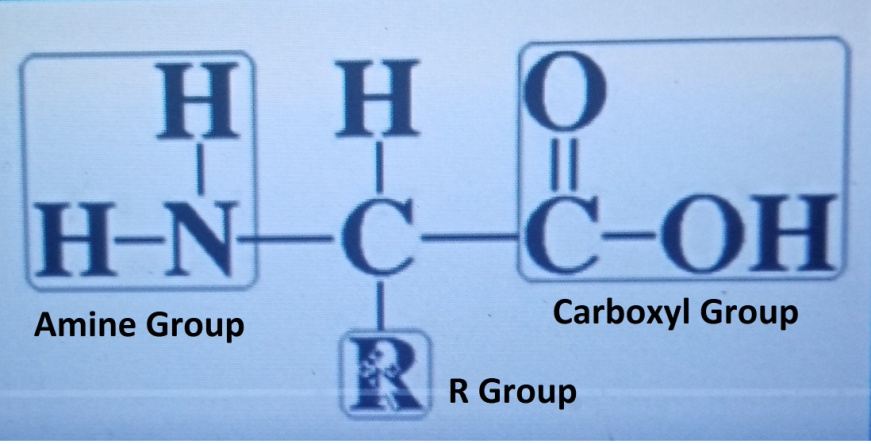 H H O
H-N-C-C-OH
Amine Group
Carboxyl Group
R
R Group